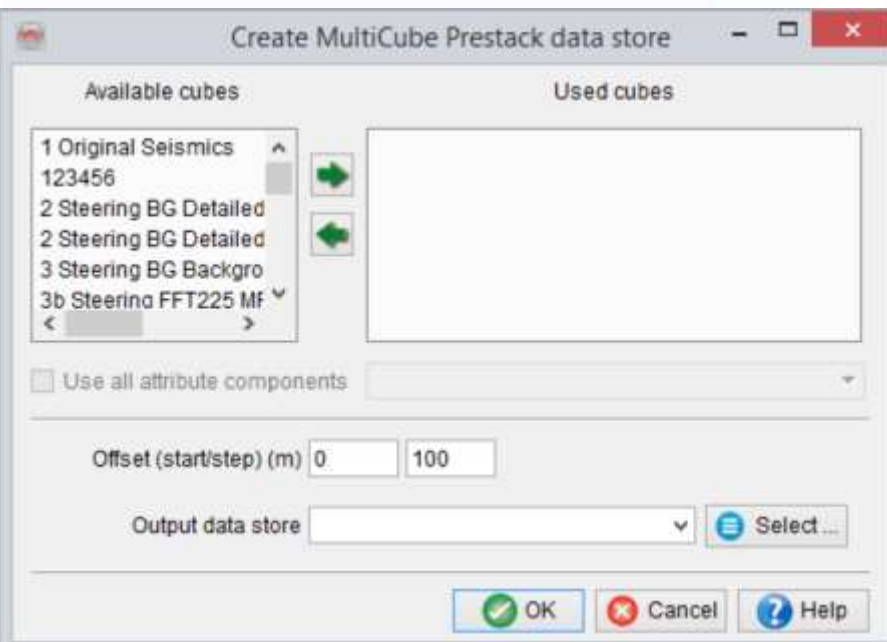 Create MultiCube Prestack data store
Available cubes
Used cubes
1 Original Seismics
123456
2 Steering BG Detailed
2 Steering BG Detailed
3 Steering BG Backgro
3b Steering FFT225 MF
Use all attribute components
Offset (start/step) (m) 0 100
Output data store
Select ...
OK
Cancel
Help